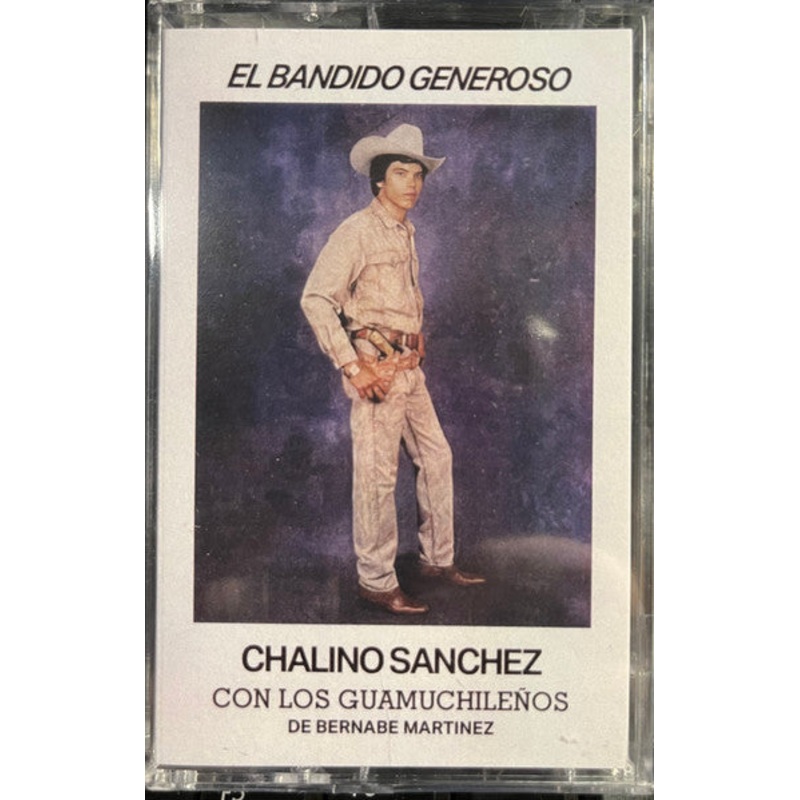 EL BANDIDO GENEROSO
CHALINO SANCHEZ
CON LOS GUAMUCHILEÑOS
DE BERNABE MARTINEZ